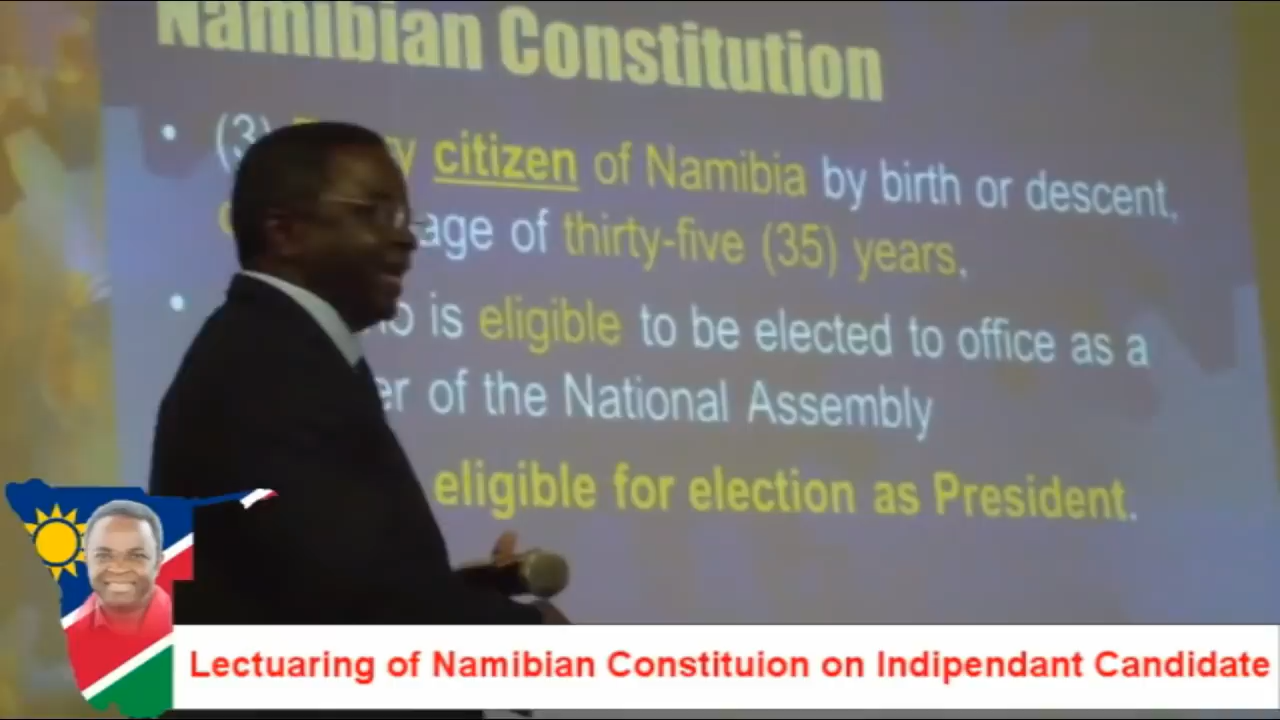 Namibian Constitution
• (3) citizen of Namibia by birth or descent,
age of thirty-five (35) years,
• is eligible to be elected to office as a
of the National Assembly
eligible for election as President.
Lectuaring of Namibian Constituion on Indipendant Candidate